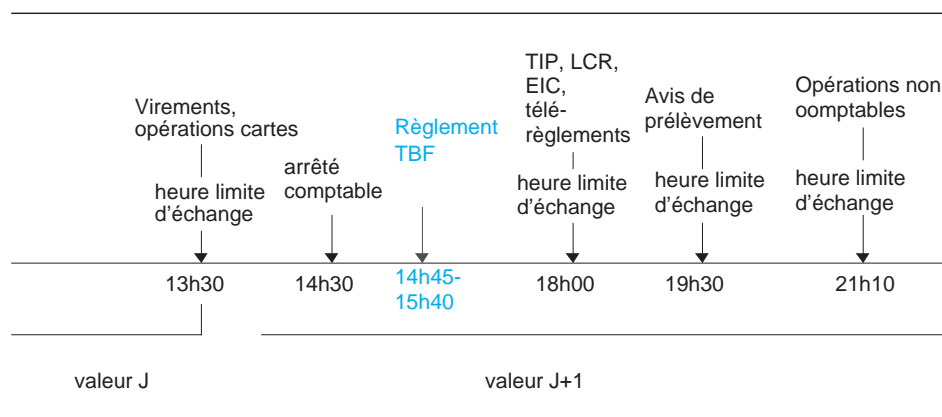 Virements,
opérations cartes
heure limite
d'échange
arrêté
comptable
Règlement
TBF
TIP, LCR,
EIC,
télé-
règlements
heure limite
d'échange
Avis de
prélèvement
heure limite
d'échange
Opérations non
oomptables
heure limite
d'échange
13h30
14h30
14h45-
15h40
18h00
19h30
21h10
valeur J
valeur J+1